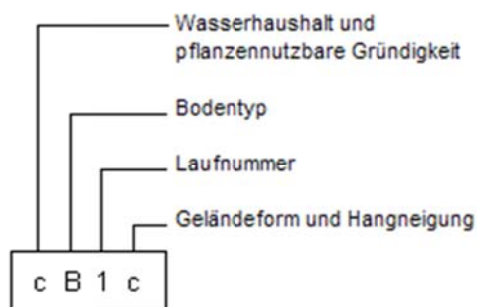 Wasserhaushalt und
pflanzennutzbare Gründigkeit
Bodentyp
Laufnummer
Geländeform und Hangneigung
c B 1 c